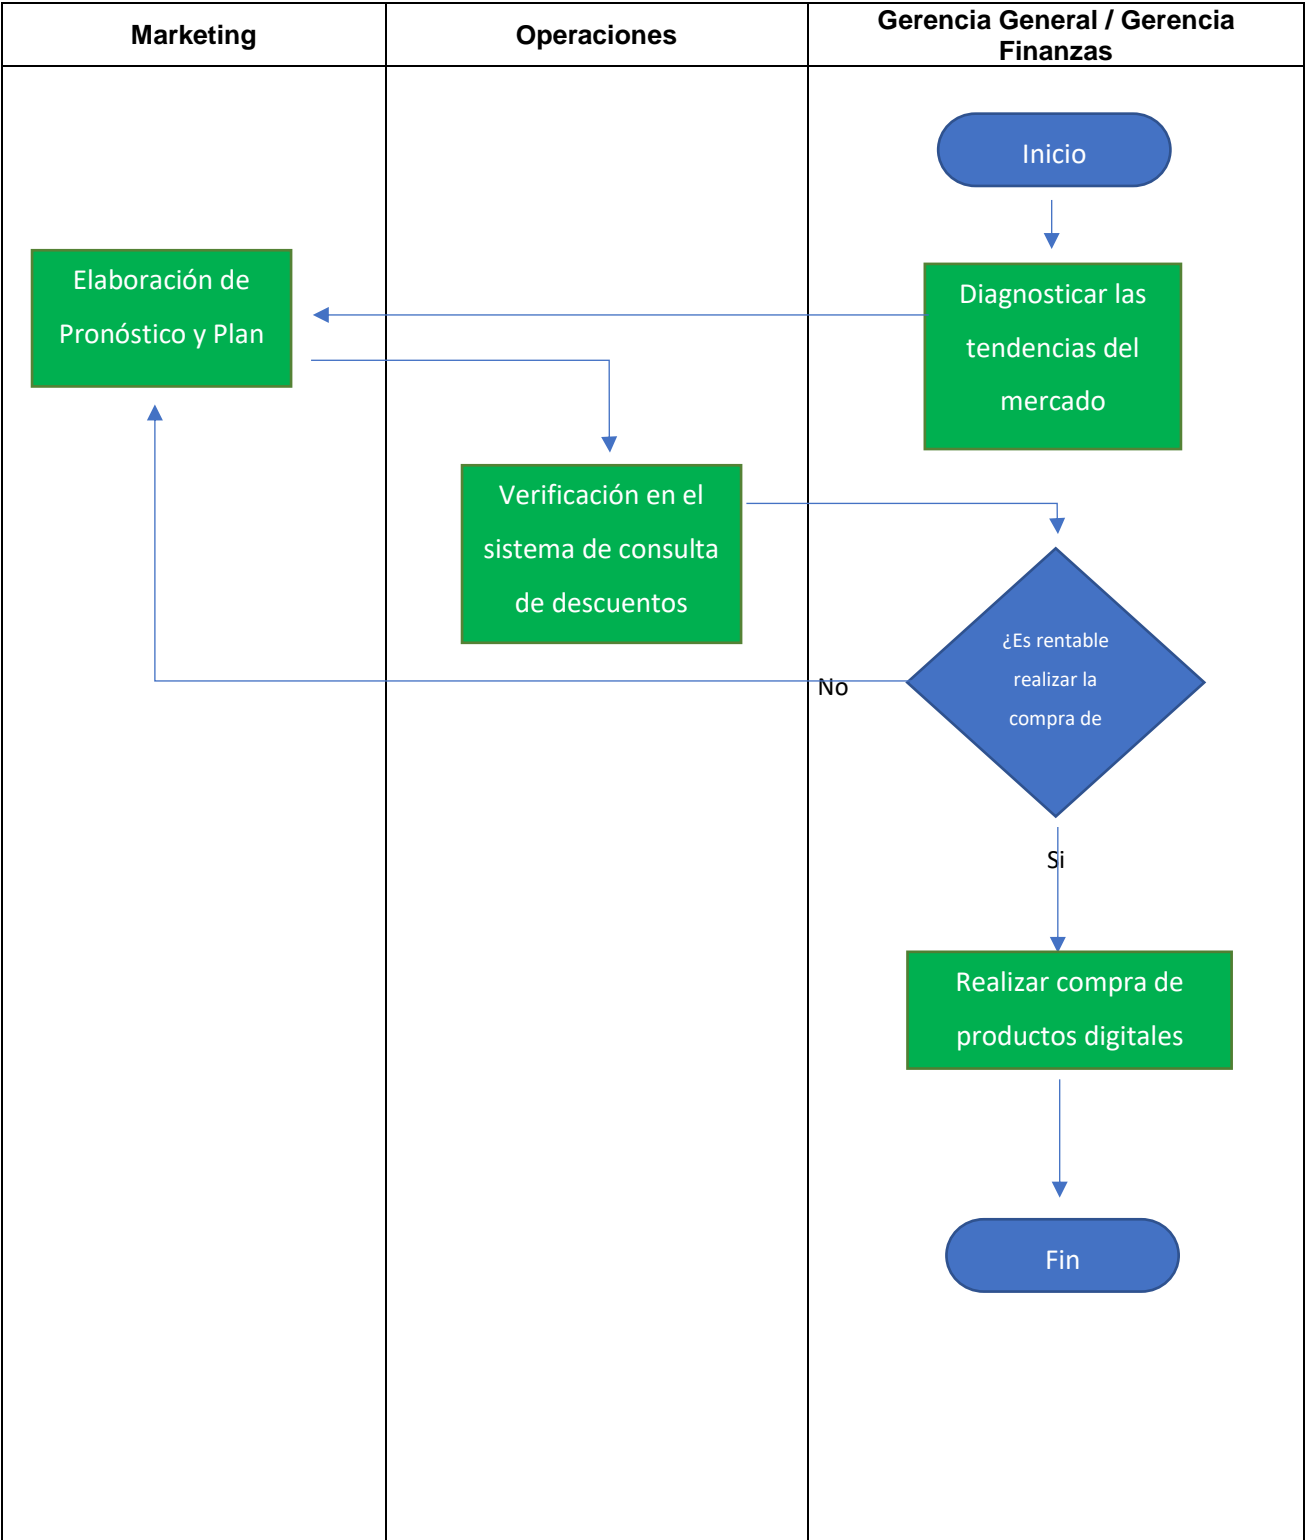 Marketing
Operaciones
Gerencia General / Gerencia
Finanzas
Inicio
Elaboración de
Pronóstico y Plan
Diagnosticar las
tendencias del
mercado
Verificación en el
sistema de consulta
de descuentos
¿Es rentable
realizar la
compra de
No
Si
Realizar compra de
productos digitales
Fin